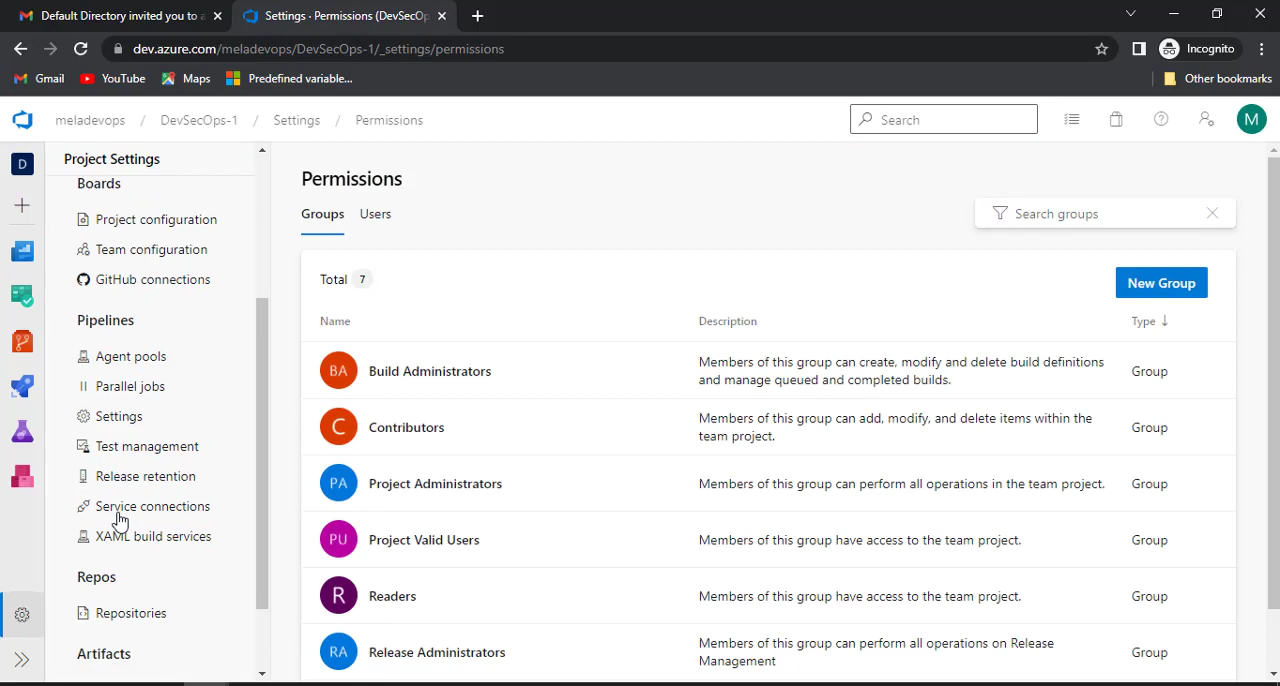 Default Directory invited you to a
Settings · Permissions (DevSecOp
dev.azure.com/meladevops/DevSecOps-1/_settings/permissions
Incognito
Gmail
YouTube
Maps
Predefined variable...
Other bookmarks
meladevops / DevSecOps-1 / Settings / Permissions
Search
M
D
Project Settings
Boards
Project configuration
Team configuration
GitHub connections
Pipelines
Agent pools
Parallel jobs
Settings
Test management
Release retention
Service connections
XAML build services
Repos
Repositories
Artifacts
Permissions
Groups Users
Search groups
Total 7
New Group
Name Description Type
BA Build Administrators
Members of this group can create, modify and delete build definitions
and manage queued and completed builds.
Group
C Contributors
Members of this group can add, modify, and delete items within the
team project.
Group
PA Project Administrators
Members of this group can perform all operations in the team project.
Group
PU Project Valid Users
Members of this group have access to the team project.
Group
R Readers
Members of this group have access to the team project.
Group
RA Release Administrators
Members of this group can perform all operations on Release
Management
Group